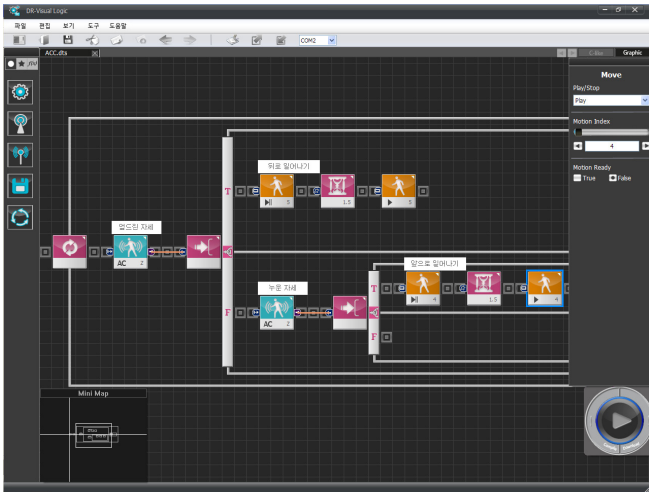 DR-Visual Logic
파일 편집 보기 도구 도움말
COM2
ACC.dts
C-like Graphic
Move
Play/Stop
Play
Motion Index
4
Motion Ready
True False
뒤로 일어나기
T
5 1.5 5
엎드린 자세
AC 2
앞으로 일어나기
누운 자세
T
4 1.5 4
F
AC 2
F
Mini Map